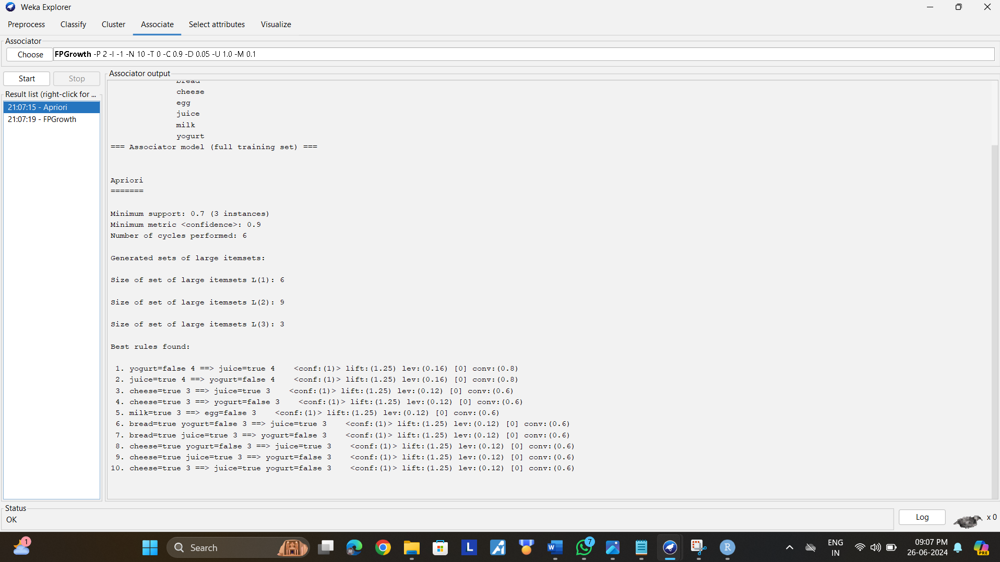 Weka Explorer
Preprocess Classify Cluster Associate Select attributes Visualize
Associator
Choose FPGrowth -P 2 -I -1 -N 10 -T 0 -C 0.9 -D 0.05 -U 1.0 -M 0.1
Start Stop
Associator output
Result list (right-click for ...
21:07:15 - Apriori
21:07:19 - FPGrowth
bread
cheese
egg
juice
milk
yogurt
=== Associator model (full training set) ===
Apriori
=======
Minimum support: 0.7 (3 instances)
Minimum metric <confidence>: 0.9
Number of cycles performed: 6
Generated sets of large itemsets:
Size of set of large itemsets L(1): 6
Size of set of large itemsets L(2): 9
Size of set of large itemsets L(3): 3
Best rules found:
1. yogurt=false 4 ==> juice=true 4 <conf:(1)> lift:(1.25) lev:(0.16) [0] conv:(0.8)
2. juice=true 4 ==> yogurt=false 4 <conf:(1)> lift:(1.25) lev:(0.16) [0] conv:(0.8)
3. cheese=true 3 ==> juice=true 3 <conf:(1)> lift:(1.25) lev:(0.12) [0] conv:(0.6)
4. cheese=true 3 ==> yogurt=false 3 <conf:(1)> lift:(1.25) lev:(0.12) [0] conv:(0.6)
5. milk=true 3 ==> egg=false 3 <conf:(1)> lift:(1.25) lev:(0.12) [0] conv:(0.6)
6. bread=true yogurt=false 3 ==> juice=true 3 <conf:(1)> lift:(1.25) lev:(0.12) [0] conv:(0.6)
7. bread=true juice=true 3 ==> yogurt=false 3 <conf:(1)> lift:(1.25) lev:(0.12) [0] conv:(0.6)
8. cheese=true yogurt=false 3 ==> juice=true 3 <conf:(1)> lift:(1.25) lev:(0.12) [0] conv:(0.6)
9. cheese=true juice=true 3 ==> yogurt=false 3 <conf:(1)> lift:(1.25) lev:(0.12) [0] conv:(0.6)
10. cheese=true 3 ==> juice=true yogurt=false 3 <conf:(1)> lift:(1.25) lev:(0.12) [0] conv:(0.6)
Status
OK
Log
x 0
1
Search
L
W
7
R
ENG
IN
09:07 PM
26-06-2024
PRE